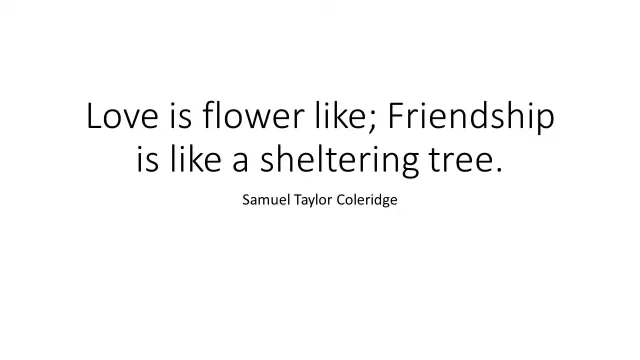 Love is flower like; Friendship
is like a sheltering tree.
Samuel Taylor Coleridge